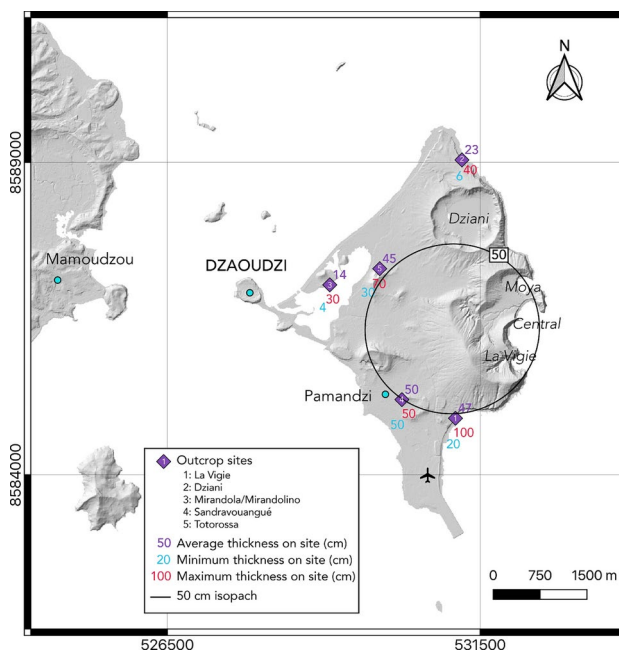 N
8589000
23
2
6
40
Dziani
50
Mamoudzou
DZAOUDZI
45
5
14
3
70
30
30
4
Moya
Central
La Vigie
Pamandzi
50
4
50
50
47
1
100
20
8584000
1 Outcrop sites
1: La Vigie
2: Dziani
3: Mirandola/Mirandolino
4: Sandravouangué
5: Totorossa
50 Average thickness on site (cm)
20 Minimum thickness on site (cm)
100 Maximum thickness on site (cm)
50 cm isopach
0 750 1500 m
526500 531500